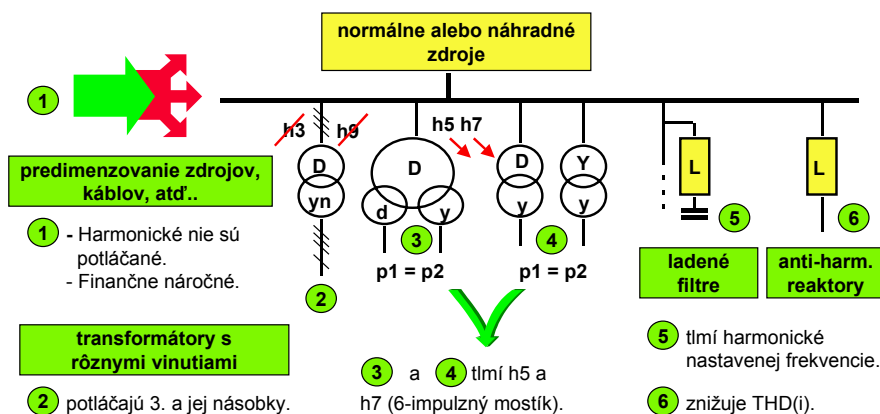 normálne alebo náhradné
zdroje
1
h3
h9
h5 h7
D
yn
D
d
y
D
y
Y
y
L
L
predimenzovanie zdrojov,
káblov, atď..
3
4
5
6
p1 = p2
p1 = p2
1 - Harmonické nie sú
potláčané.
- Finančne náročné.
2
ladené
filtre
anti-harm.
reaktory
transformátory s
rôznymi vinutiami
5 tlmí harmonické
nastavenej frekvencie.
3 a 4 tlmí h5 a
h7 (6-impulzný mostík).
2 potláčajú 3. a jej násobky.
6 znižuje THD(i).